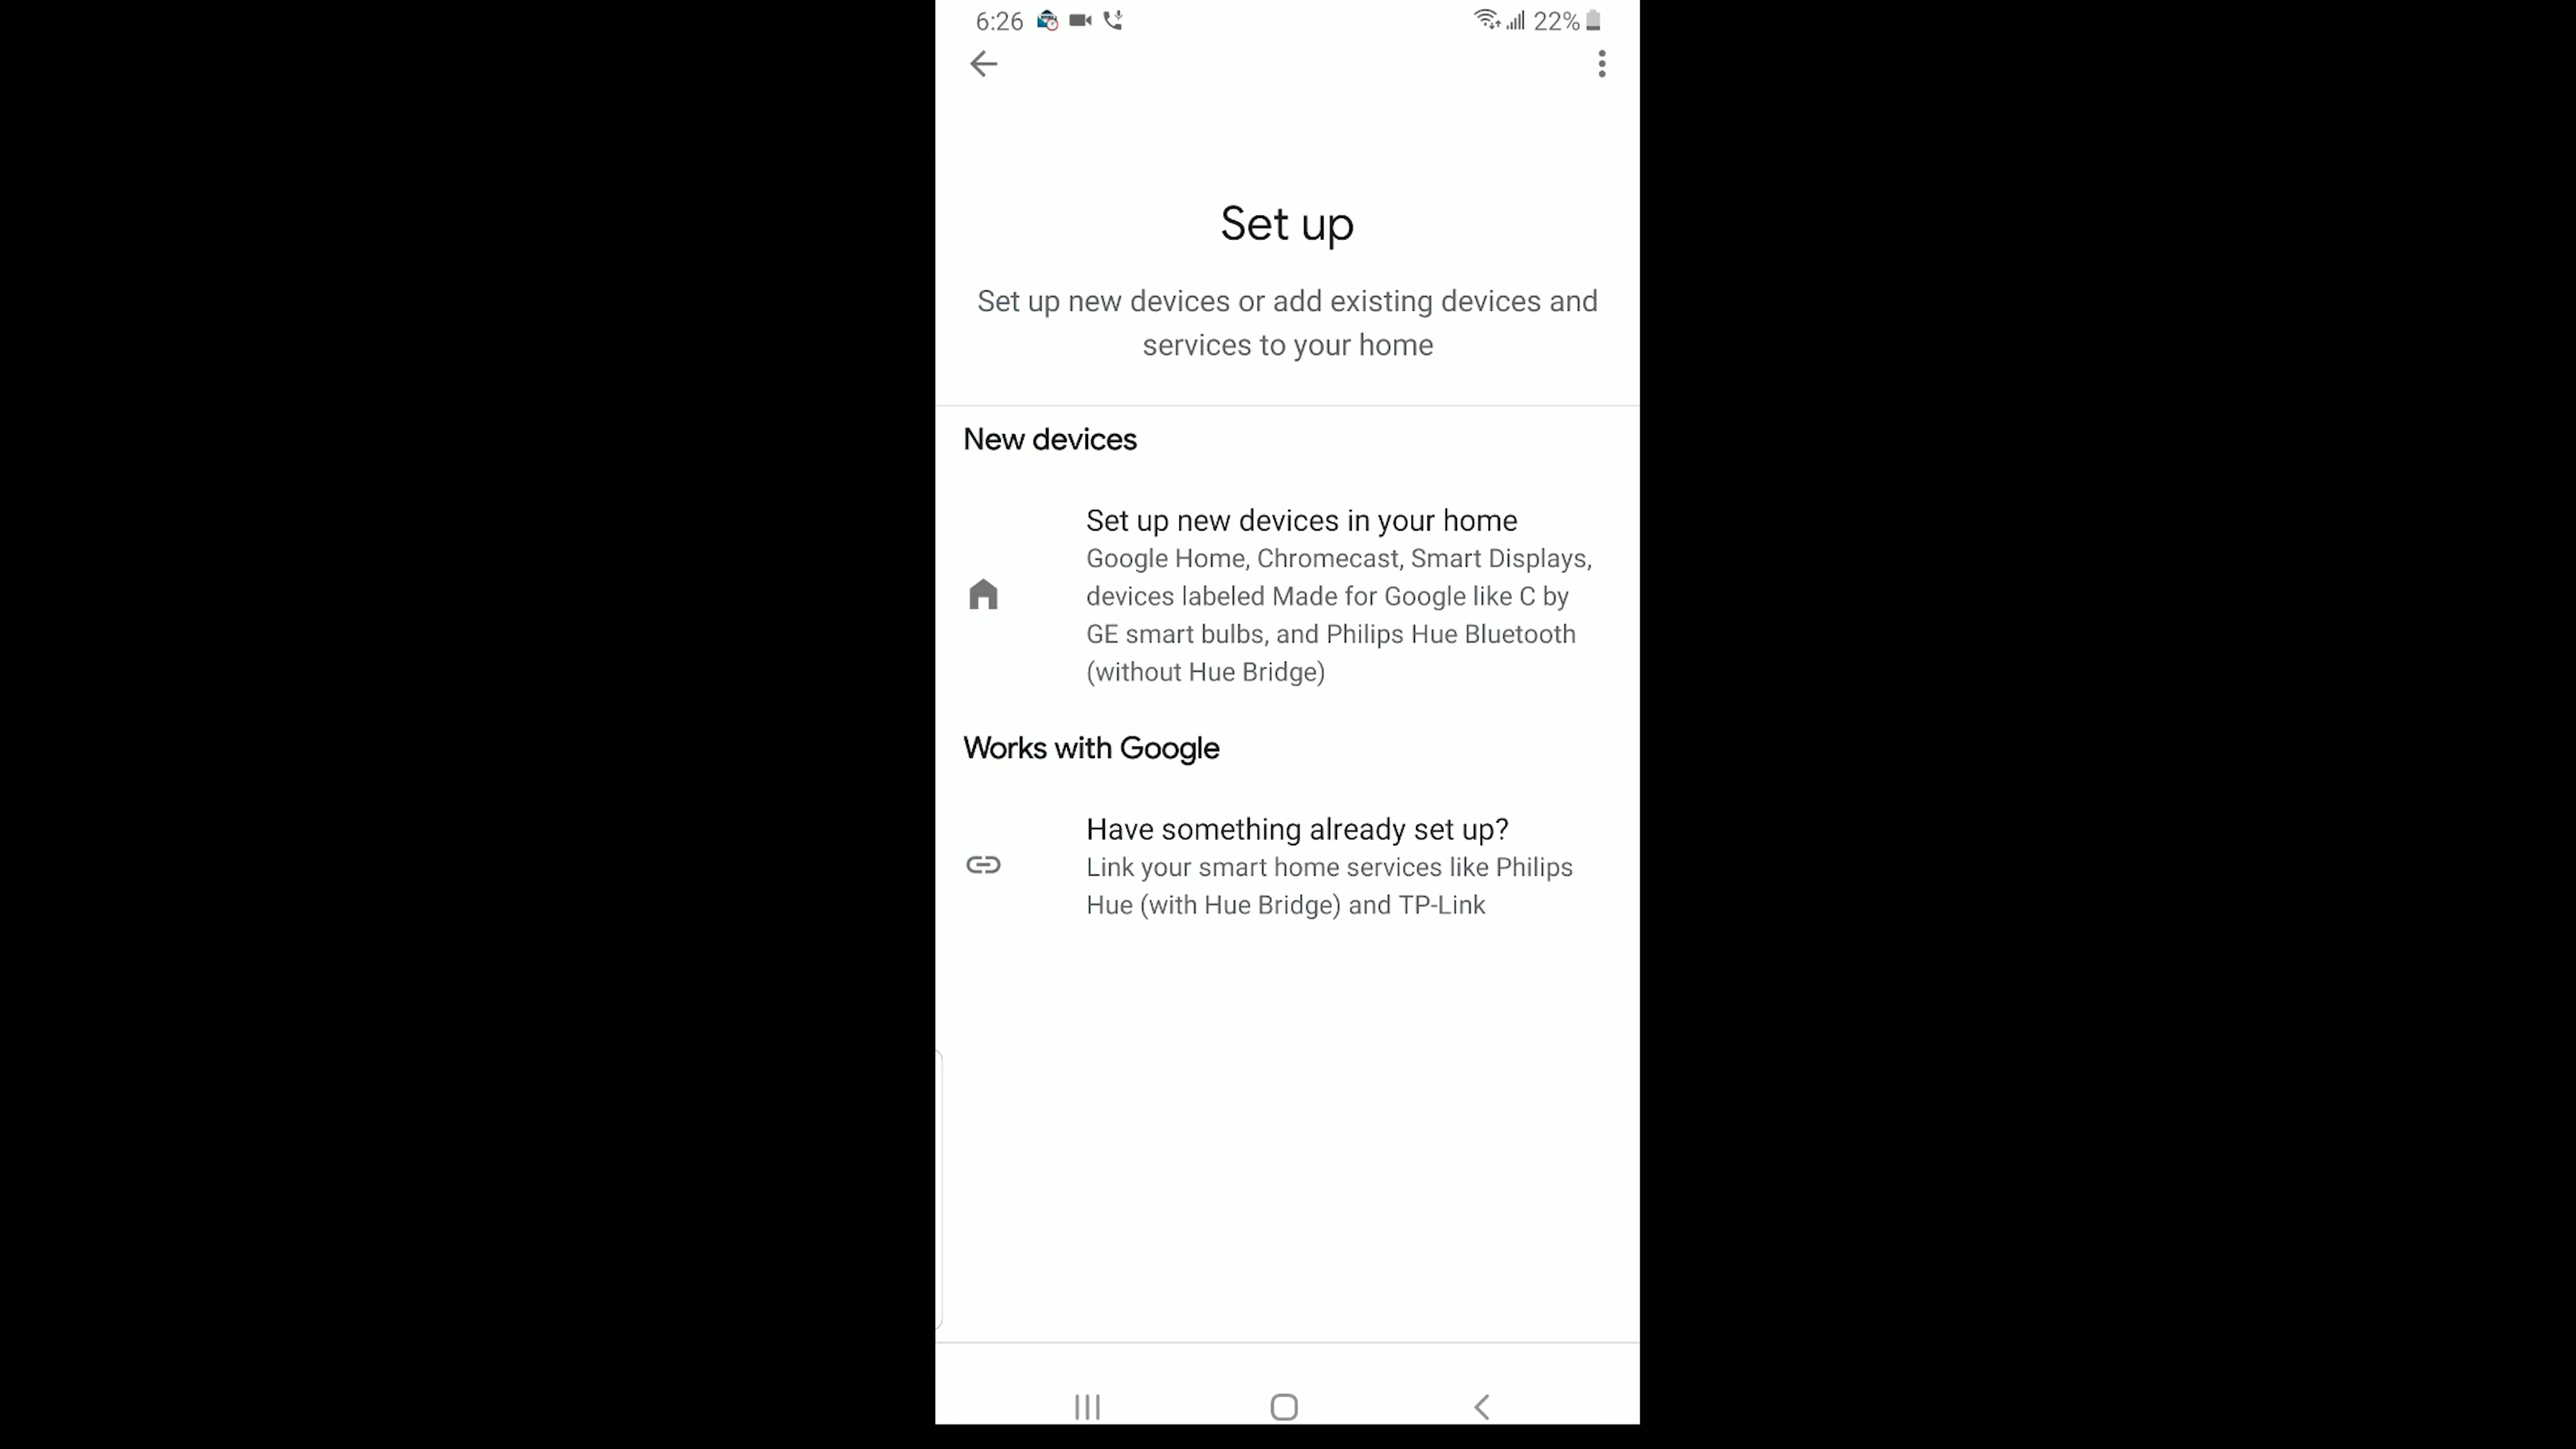 6:26
22%
Set up
Set up new devices or add existing devices and
services to your home
New devices
Set up new devices in your home
Google Home, Chromecast, Smart Displays,
devices labeled Made for Google like C by
GE smart bulbs, and Philips Hue Bluetooth
(without Hue Bridge)
Works with Google
Have something already set up?
Link your smart home services like Philips
Hue (with Hue Bridge) and TP-Link